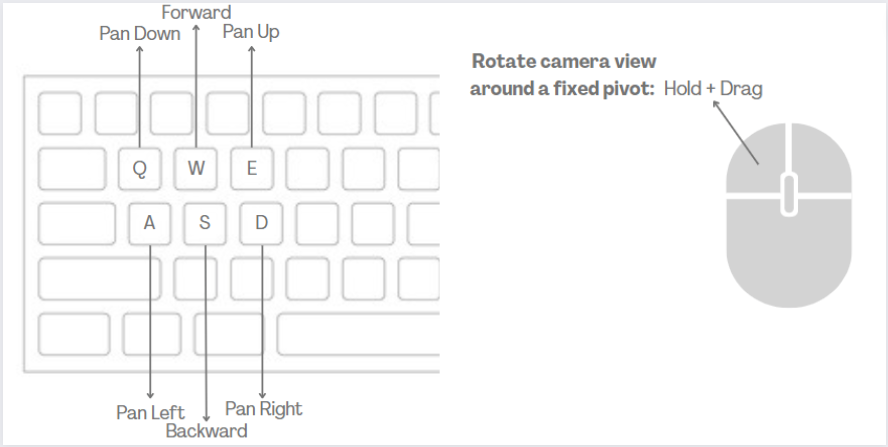 Forward
Pan Down
Pan Up
Q W E
A S D
Pan Left
Pan Right
Backward
Rotate camera view
around a fixed pivot: Hold + Drag